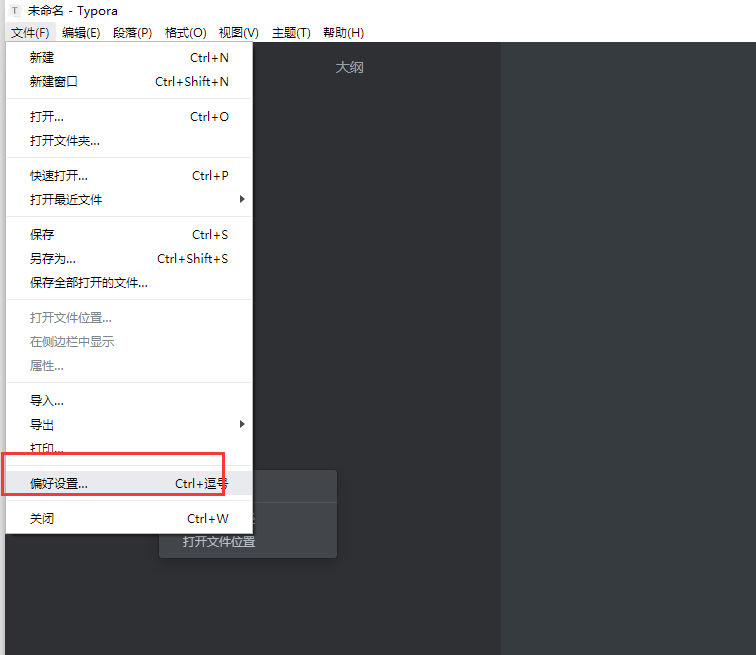 T 未命名 - Typora
文件(F) 编辑(E) 段落(P) 格式(O) 视图(V) 主题(T) 帮助(H)
新建 Ctrl+N
新建窗口 Ctrl+Shift+N
大纲
打开... Ctrl+O
打开文件夹...
快速打开... Ctrl+P
打开最近文件
保存 Ctrl+S
另存为... Ctrl+Shift+S
保存全部打开的文件...
打开文件位置...
在侧边栏中显示
属性...
导入...
导出
打印...
偏好设置... Ctrl+逗号
关闭 Ctrl+W
打开文件位置